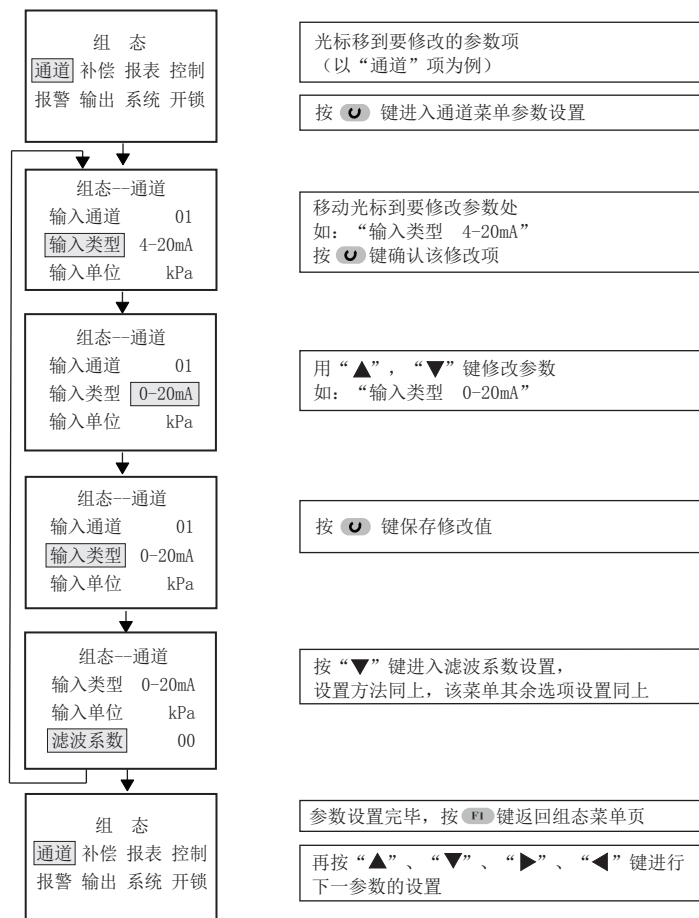 组 态
通道 补偿 报表 控制
报警 输出 系统 开锁
光标移到要修改的参数项
（以“通道”项为例）
按 键进入通道菜单参数设置
组态--通道
输入通道 01
输入类型 4-20mA
输入单位 kPa
移动光标到要修改参数处
如：“输入类型 4-20mA”
按 键确认该修改项
组态--通道
输入通道 01
输入类型 0-20mA
输入单位 kPa
用“▲”，“▼”键修改参数
如：“输入类型 0-20mA”
组态--通道
输入通道 01
输入类型 0-20mA
输入单位 kPa
按 键保存修改值
组态--通道
输入类型 0-20mA
输入单位 kPa
滤波系数 00
按“▼”键进入滤波系数设置，
设置方法同上，该菜单其余选项设置同上
组 态
通道 补偿 报表 控制
报警 输出 系统 开锁
参数设置完毕，按 F1 键返回组态菜单页
再按“▲”、“▼”、“▶”、“◀”键进行
下一参数的设置